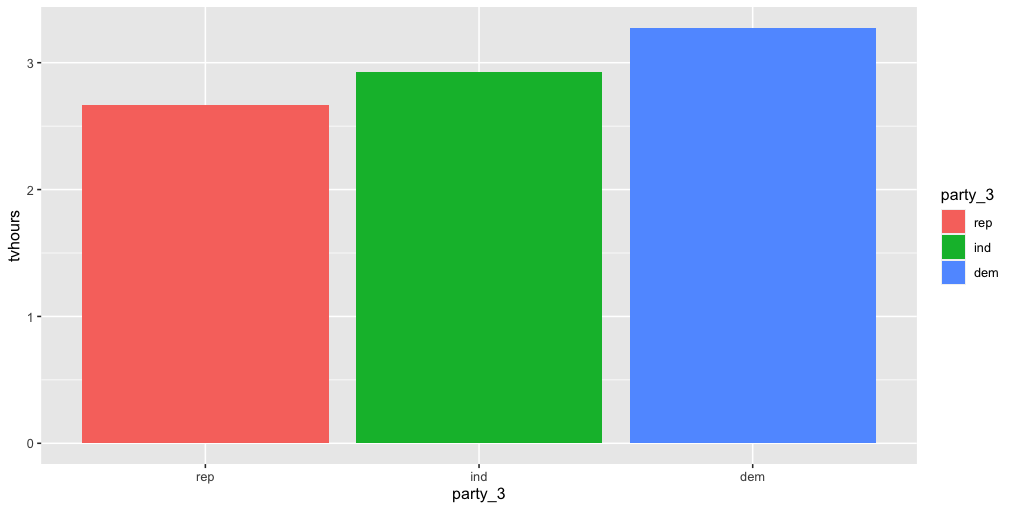 tvhours
3
2
1
0
rep ind dem
party_3
party_3
rep
ind
dem